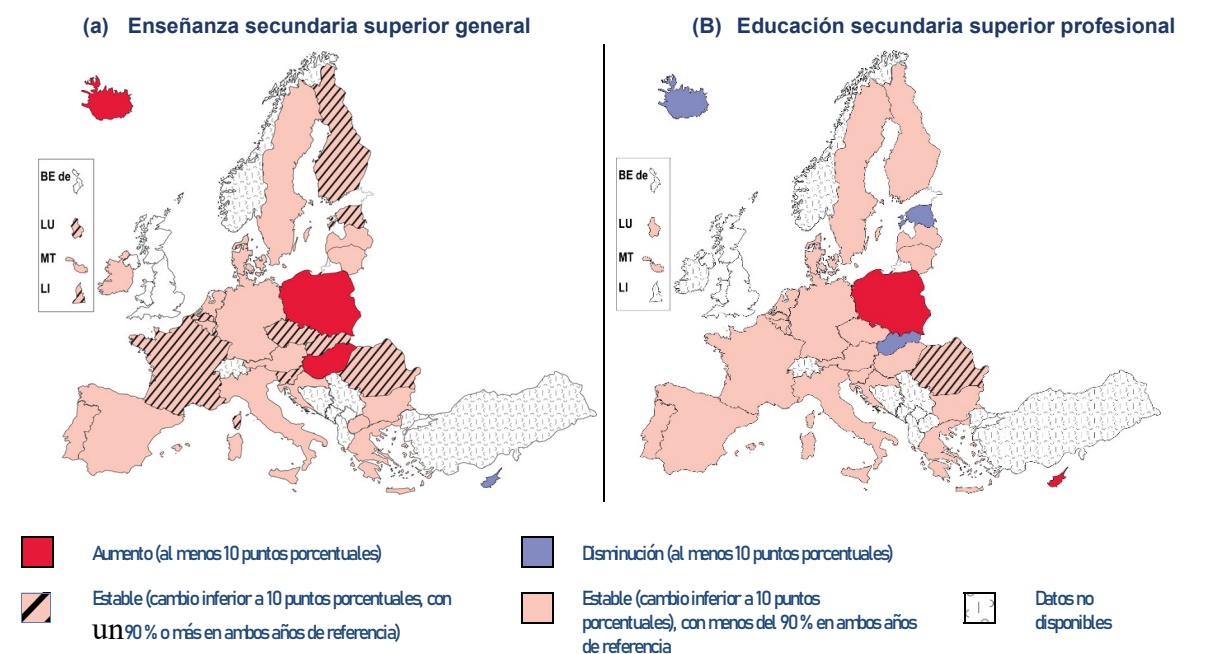 (a) Enseñanza secundaria superior general
(B) Educación secundaria superior profesional
BE de
LU
MT
LI
BE de
LU
MT
LI
Aumento (al menos 10 puntos porcentuales)
Disminución (al menos 10 puntos porcentuales)
Estable (cambio inferior a 10 puntos porcentuales, con
un 90 % o más en ambos años de referencia)
Estable (cambio inferior a 10 puntos
porcentuales), con menos del 90 % en ambos años
de referencia
Datos no
disponibles